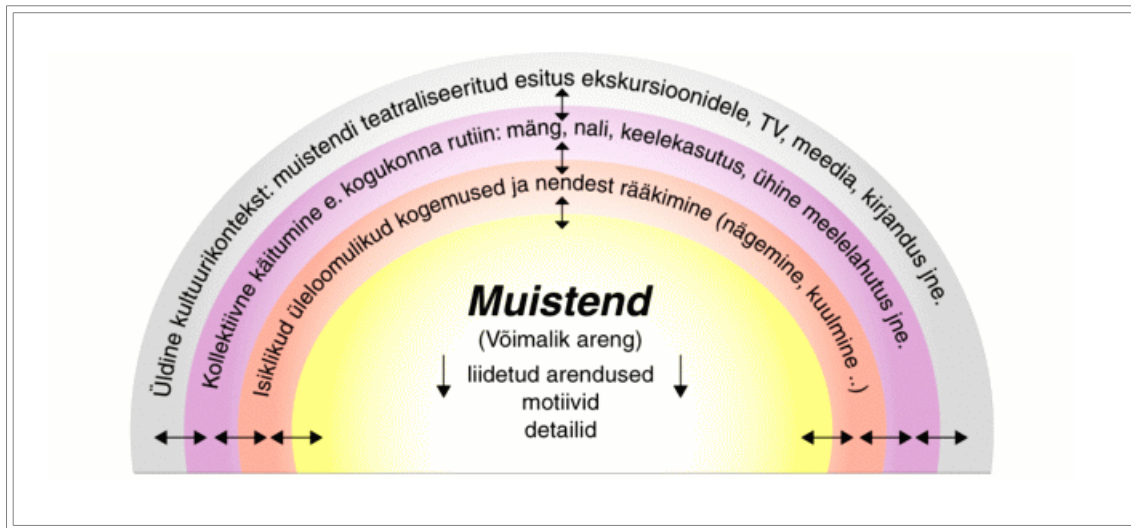 Üldine kultuurikontekst: muistendi teatraliseeritud esitus ekskursioonidele, TV, meedia, kirjandus jne.
Kollektiivne käitumine e. kogukonna rutiin: mäng, nali, keelekasutus, ühine meelelahutus jne.
Isiklikud üleloomulikud kogemused ja nendest rääkimine (nägemine, kuulmine ..)
Muistend
(Võimalik areng)
liidetud arendused
motiivid
detailid